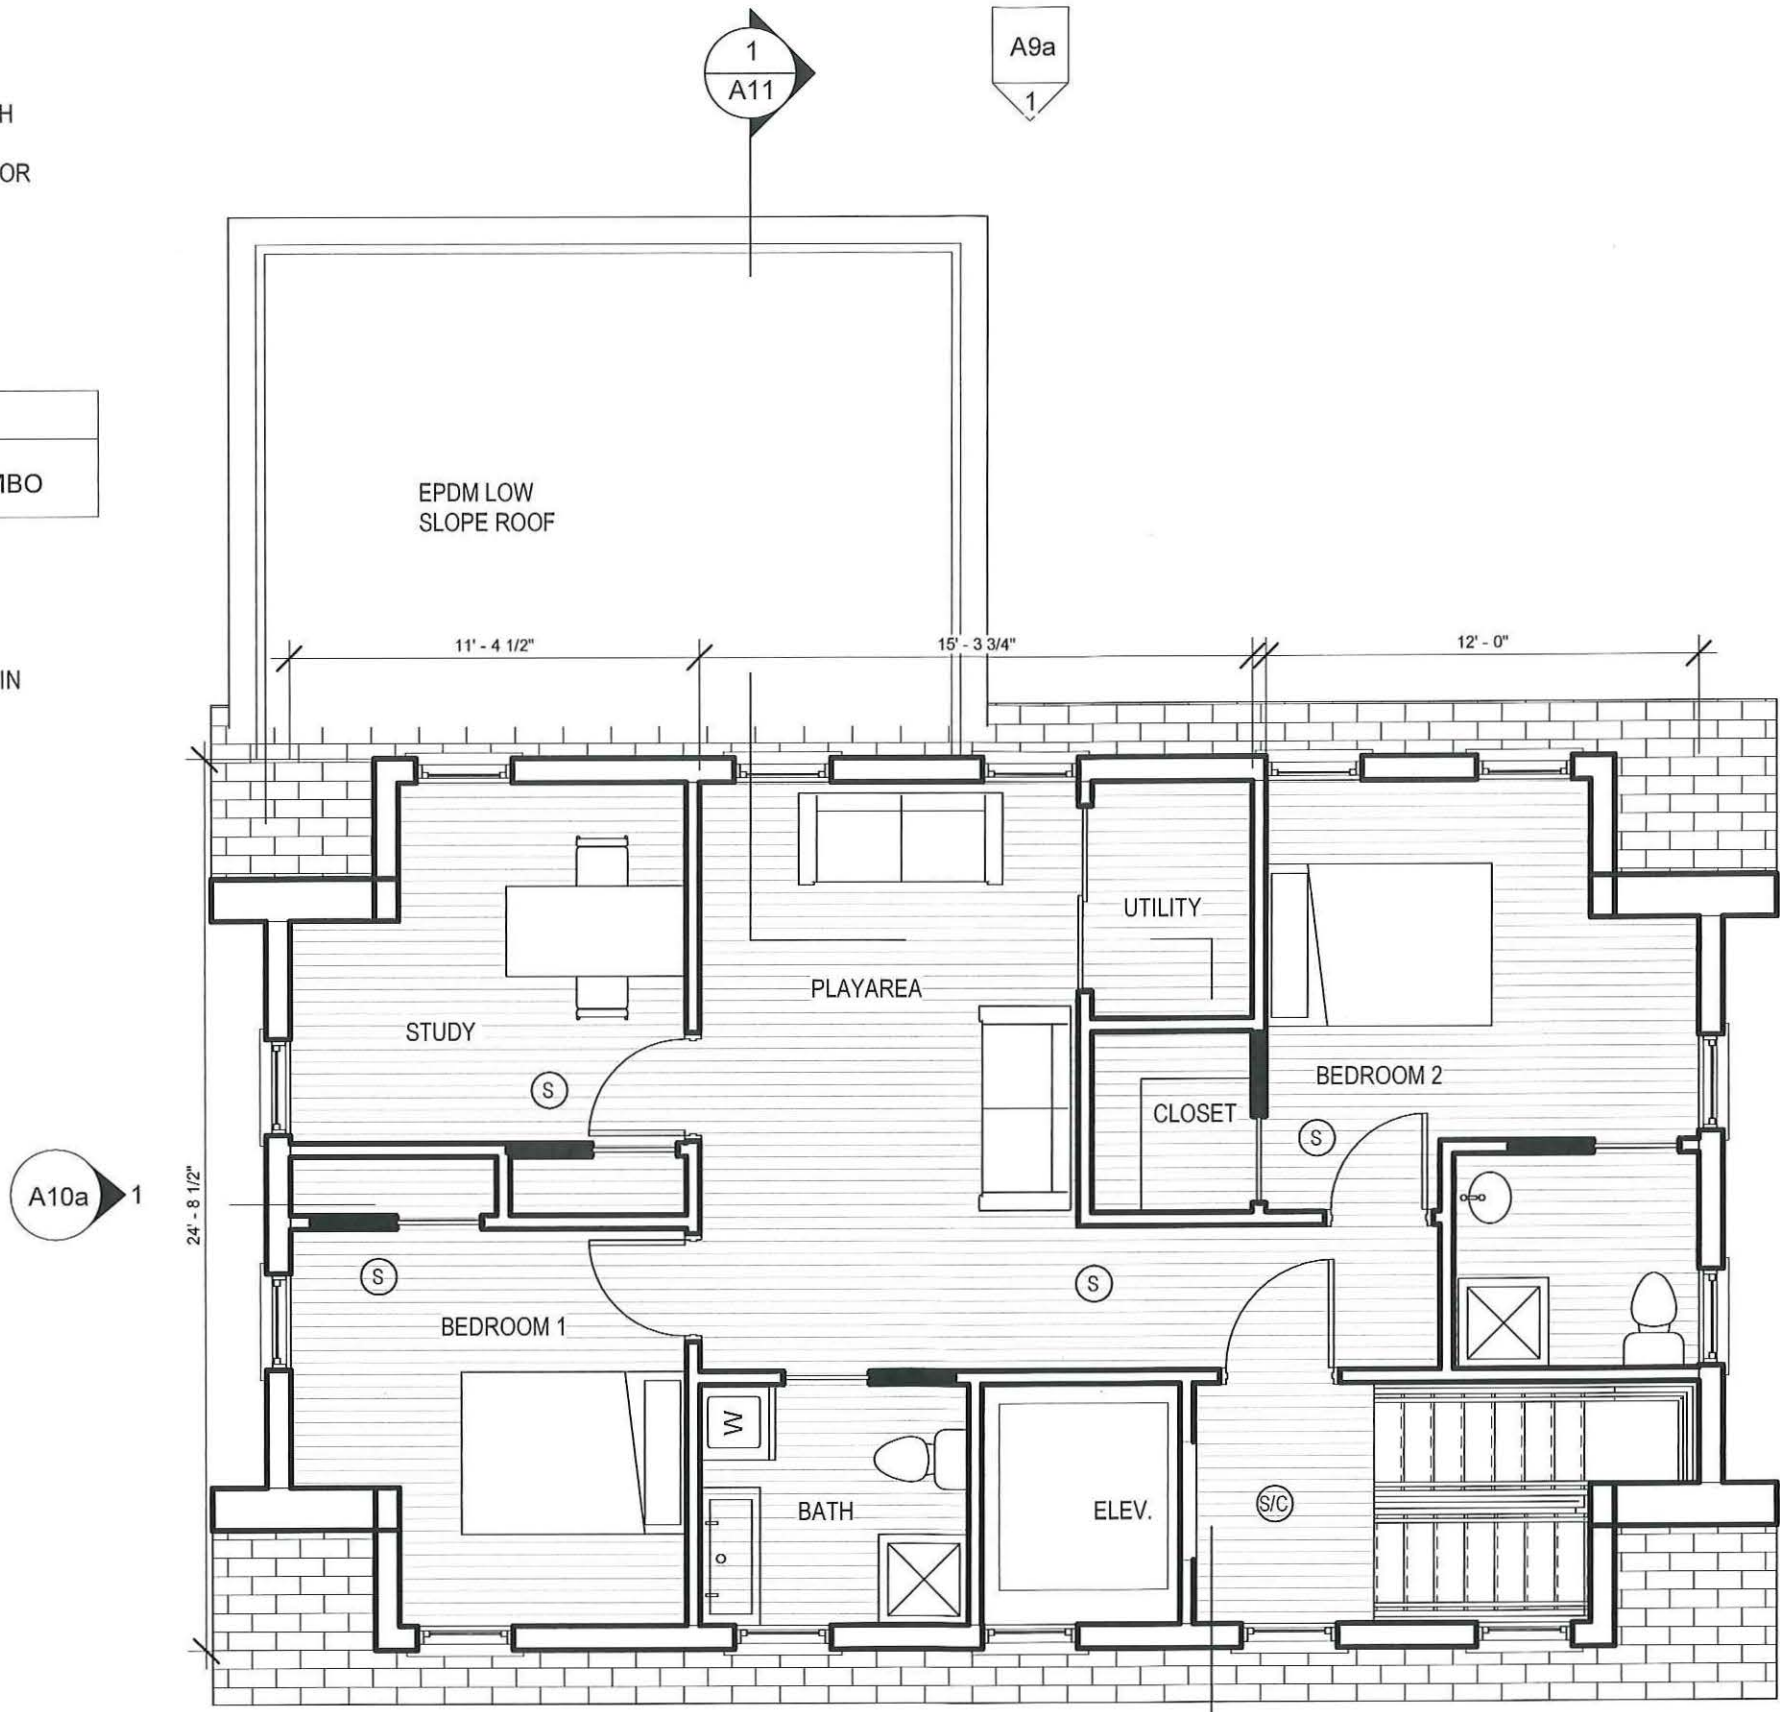 1
A11
A9a
1
H
OR
MBO
IN
EPDM LOW
SLOPE ROOF
11' - 4 1/2"
15' - 3 3/4"
12' - 0"
UTILITY
PLAYAREA
STUDY
BEDROOM 2
S
CLOSET
S
A10a
1
24' - 8 1/2"
S
S
BEDROOM 1
W
BATH
ELEV.
S/C